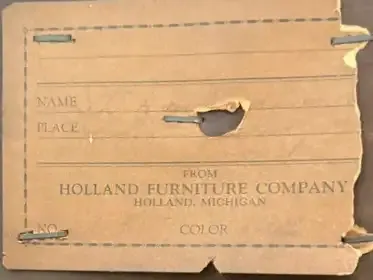 NAME
PLACE
FROM
HOLLAND FURNITURE COMPANY
HOLLAND, MICHIGAN
NO. COLOR